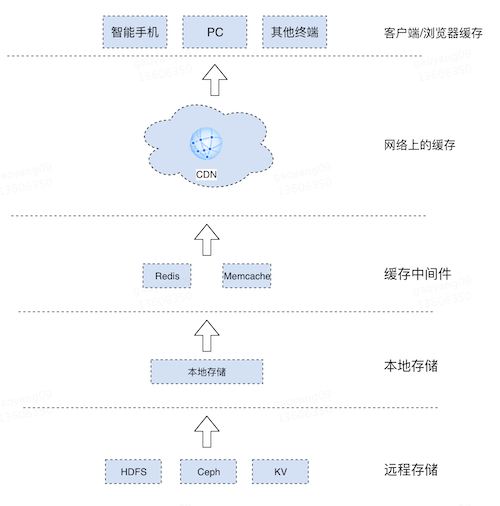 智能手机 PC 其他终端 客户端/浏览器缓存
网络上的缓存
CDN
Redis Memcache 缓存中间件
本地存储 本地存储
HDFS Ceph KV 远程存储